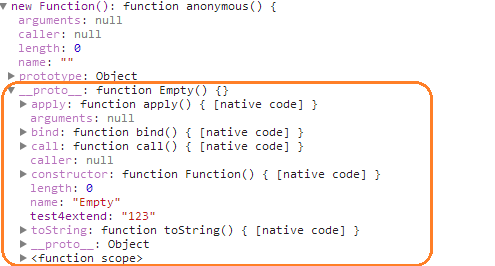 new Function(): function anonymous() {
arguments: null
caller: null
length: 0
name: ""
prototype: Object
__proto__: function Empty() {}
apply: function apply() { [native code] }
arguments: null
bind: function bind() { [native code] }
call: function call() { [native code] }
caller: null
constructor: function Function() { [native code] }
length: 0
name: "Empty"
test4extend: "123"
toString: function toString() { [native code] }
__proto__: Object
<function scope>